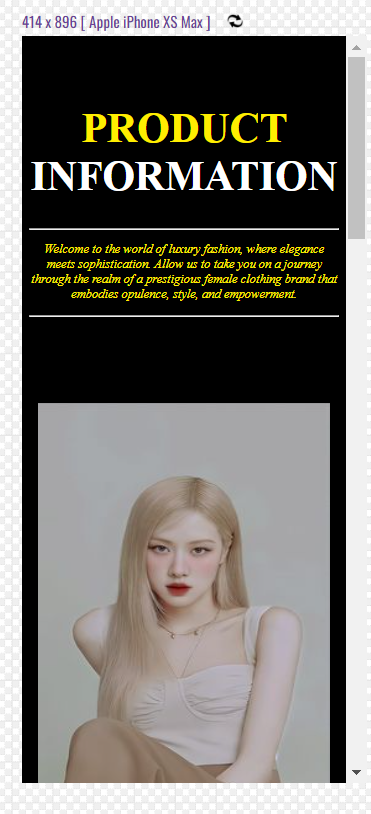 414 x 896 [ Apple iPhone XS Max ]
PRODUCT
INFORMATION
Welcome to the world of luxury fashion, where elegance
meets sophistication. Allow us to take you on a journey
through the realm of a prestigious female clothing brand that
embodies opulence, style, and empowerment.